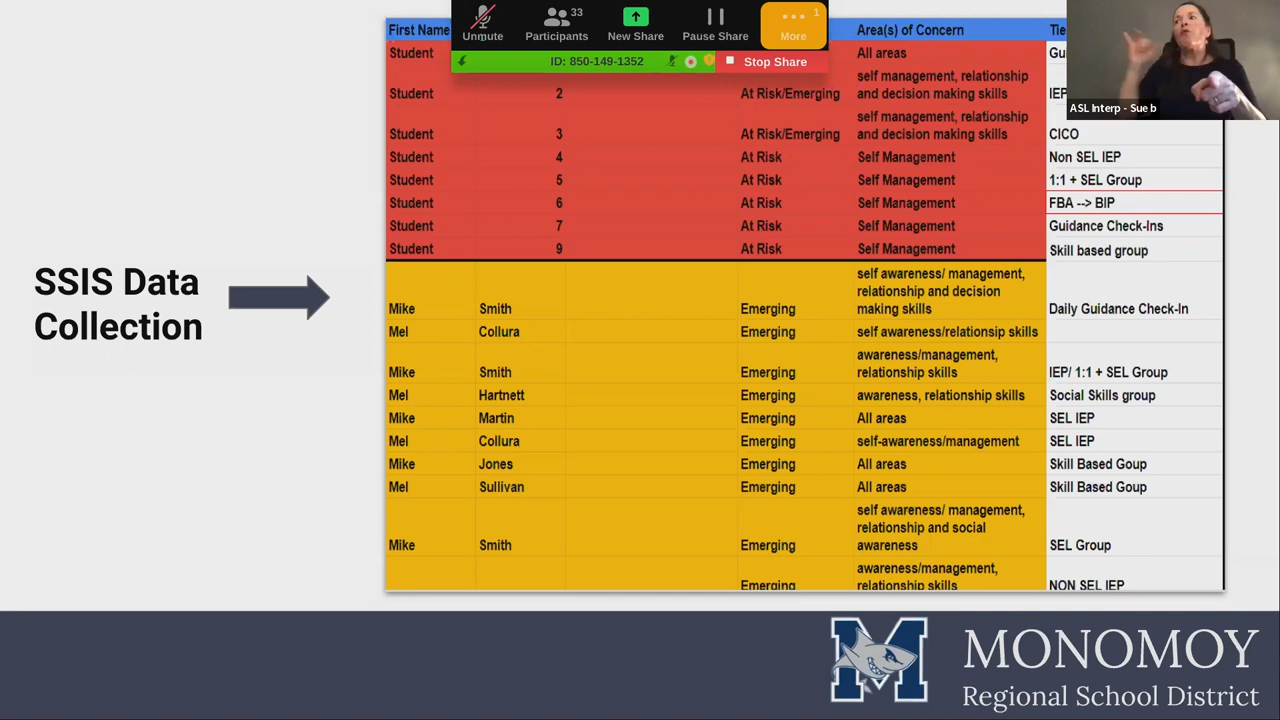 33
1
Unmute Participants New Share Pause Share More
ID: 850-149-1352 Stop Share
ASL Interp - Sue b
SSIS Data
Collection
First Name Area(s) of Concern Tie
Student All areas Gu
self management, relationship
Student 2 At Risk/Emerging and decision making skills IEP
self management, relationship
Student 3 At Risk/Emerging and decision making skills CICO
Student 4 At Risk Self Management Non SEL IEP
Student 5 At Risk Self Management 1:1 + SEL Group
Student 6 At Risk Self Management FBA --> BIP
Student 7 At Risk Self Management Guidance Check-Ins
Student 9 At Risk Self Management Skill based group
self awareness/ management,
relationship and decision
Mike Smith Emerging making skills Daily Guidance Check-In
Mel Collura Emerging self awareness/relationsip skills
awareness/management,
Mike Smith Emerging relationship skills IEP/ 1:1 + SEL Group
Mel Hartnett Emerging awareness, relationship skills Social Skills group
Mike Martin Emerging All areas SEL IEP
Mel Collura Emerging self-awareness/management SEL IEP
Mike Jones Emerging All areas Skill Based Goup
Mel Sullivan Emerging All areas Skill Based Goup
self awareness/ management,
relationship and social
Mike Smith Emerging awareness SEL Group
awareness/management,
Emerging relationship skills NON SEL IEP
M
MONOMOY
Regional School District